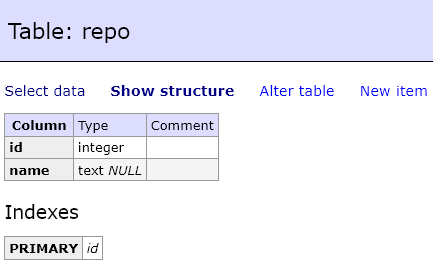 Table: repo
Select data Show structure Alter table New item
Column Type Comment
id integer
name text NULL
Indexes
PRIMARY id